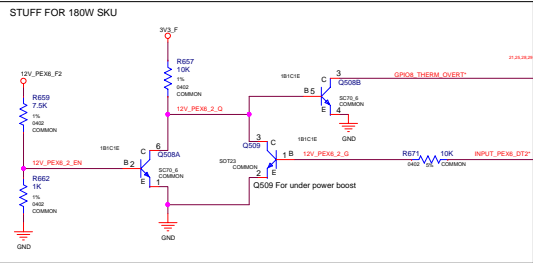 STUFF FOR 180W SKU
3V3_F
R657
10K
1%
0402
COMMON
12V_PEX6_F2
R659
7.5K
1%
0402
COMMON
12V_PEX6_2_Q
1B1C1E
C
3
Q508B
GPIO8_THERM_OVERT*
B
5
E
4
SC70_6
COMMON
GND
1B1C1E
C
6
Q508A
12V_PEX6_2_EN
B
2
E
1
SC70_6
COMMON
Q509
3
C
1B1C1E
1
B
12V_PEX6_2_G
R671
10K
INPUT_PEX6_DT2*
0402
5%
COMMON
SOT23
COMMON
2
E
Q509 For under power boost
R662
1K
1%
0402
COMMON
GND
GND